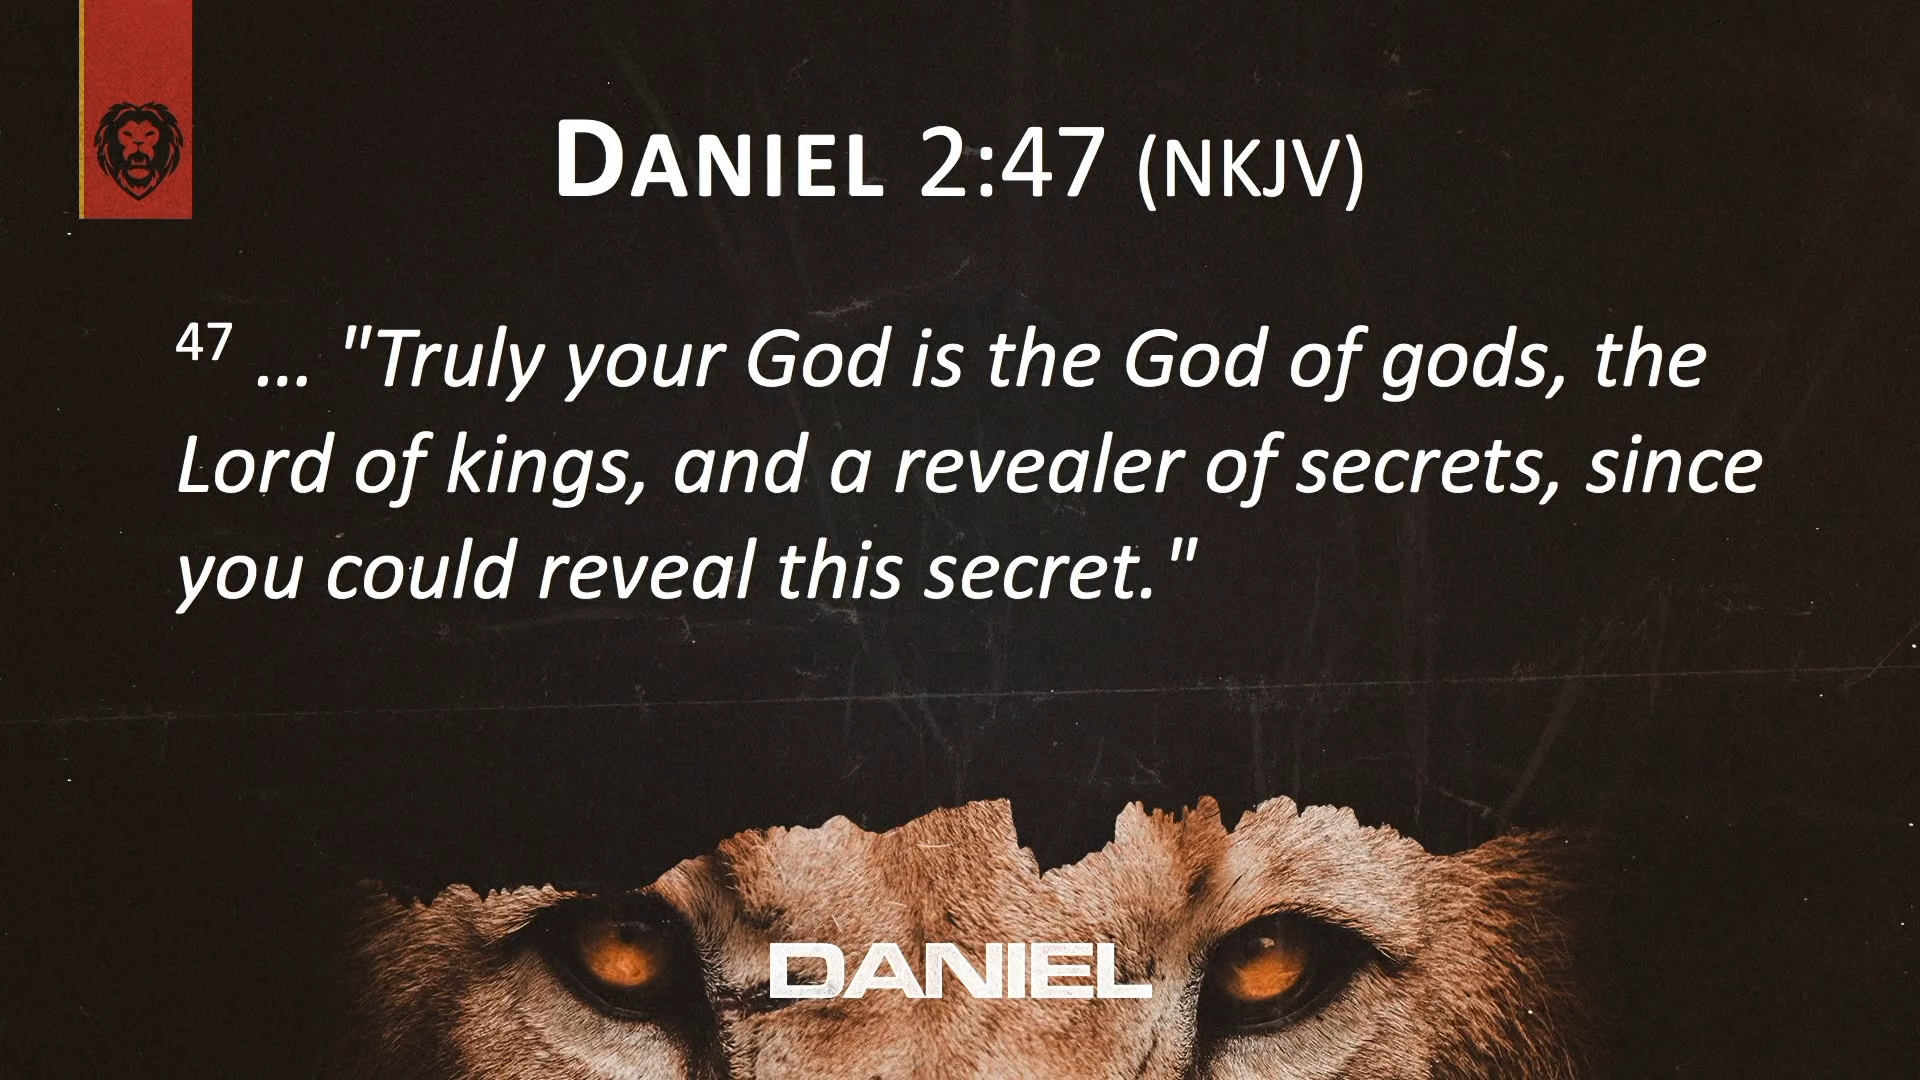 DANIEL 2:47 (NKJV)
47 ... "Truly your God is the God of gods, the
Lord of kings, and a revealer of secrets, since
you could reveal this secret."
DANIEL